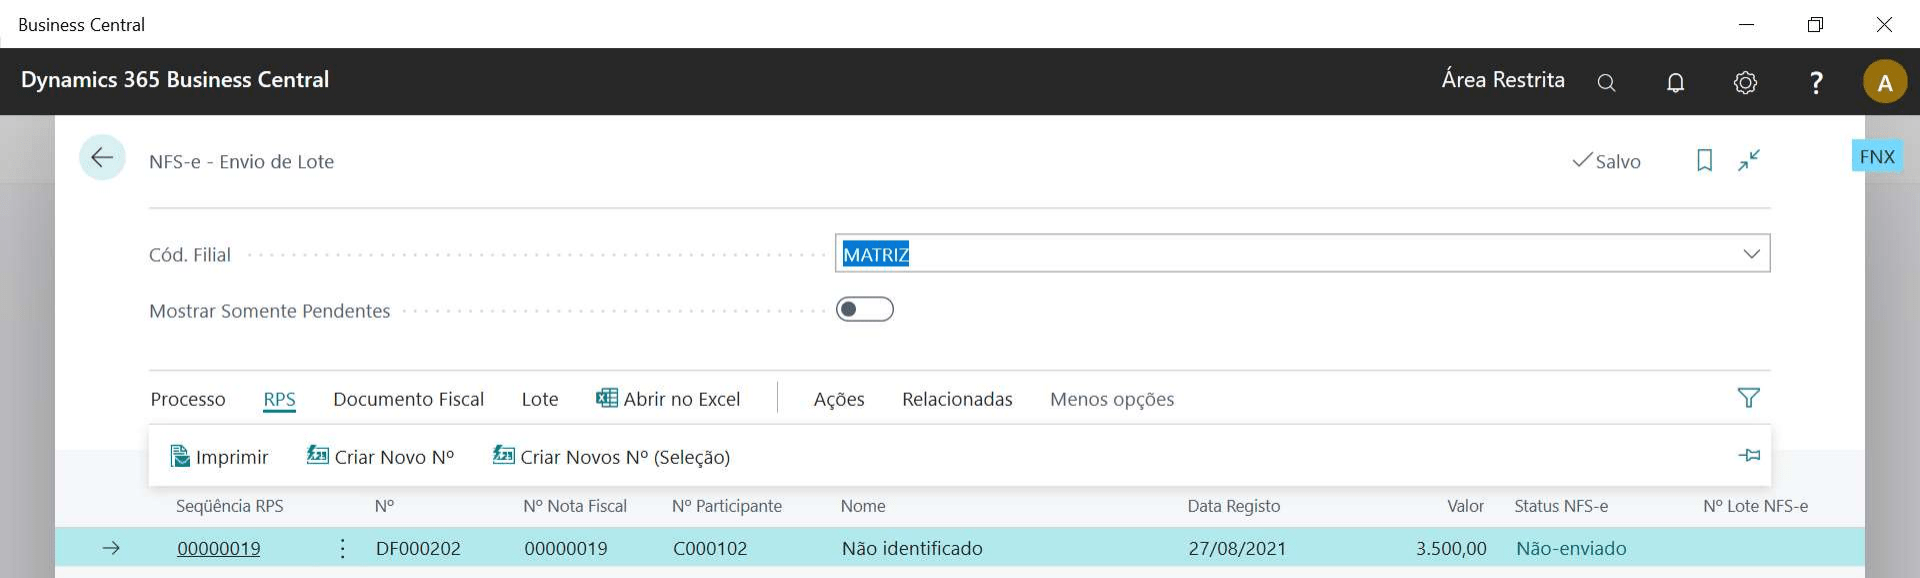 Business Central
Dynamics 365 Business Central
Área Restrita
?
A
NFS-e - Envio de Lote
Salvo
FNX
Cód. Filial
MATRIZ
Mostrar Somente Pendentes
Processo RPS Documento Fiscal Lote Abrir no Excel Ações Relacionadas Menos opções
Imprimir Criar Novo Nº Criar Novos Nº (Seleção)
Seqüência RPS Nº Nº Nota Fiscal Nº Participante Nome Data Registo Valor Status NFS-e Nº Lote NFS-e
00000019 DF000202 00000019 C000102 Não identificado 27/08/2021 3.500,00 Não-enviado